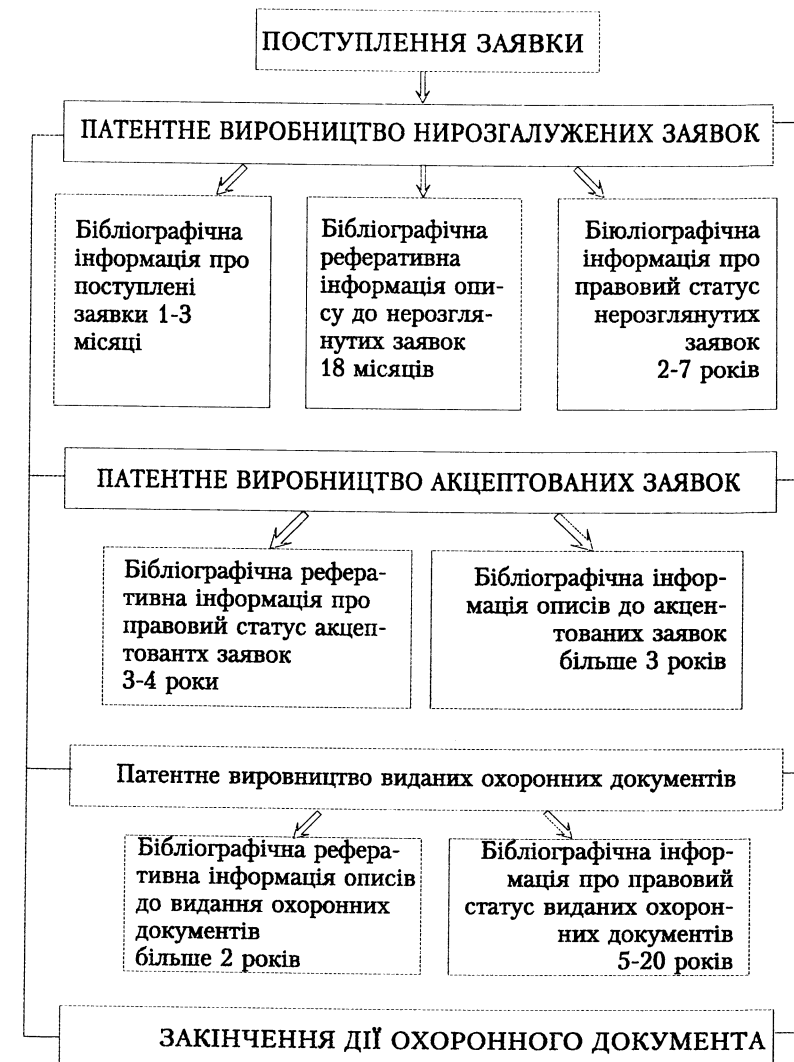 ПОСТУПЛЕННЯ ЗАЯВКИ
ПАТЕНТНЕ ВИРОБНИЦТВО НИРОЗГАЛУЖЕНИХ ЗАЯВОК
Бібліографічна
інформація про
поступлені
заявки 1-3
місяці
Бібліографічна
реферативна
інформація опи-
су до нерозгля-
нутих заявок
18 місяців
Біюліографічна
інформація про
правовий статус
нерозглянутих
заявок
2-7 років
ПАТЕНТНЕ ВИРОБНИЦТВО АКЦЕПТОВАНИХ ЗАЯВОК
Бібліографічна рефера-
тивна інформація про
правовий статус акцеп-
товантх заявок
3-4 роки
Бібліографічна інфор-
мація описів до акцен-
тованих заявок
більше 3 років
Патентне вировництво виданих охоронних документів
Бібліографічна рефера-
тивна інформація описів
до видання охоронних
документів
більше 2 років
Бібліографічна інфор-
мація про правовий
статус виданих охорон-
них документів
5-20 років
ЗАКІНЧЕННЯ ДІЇ ОХОРОННОГО ДОКУМЕНТА